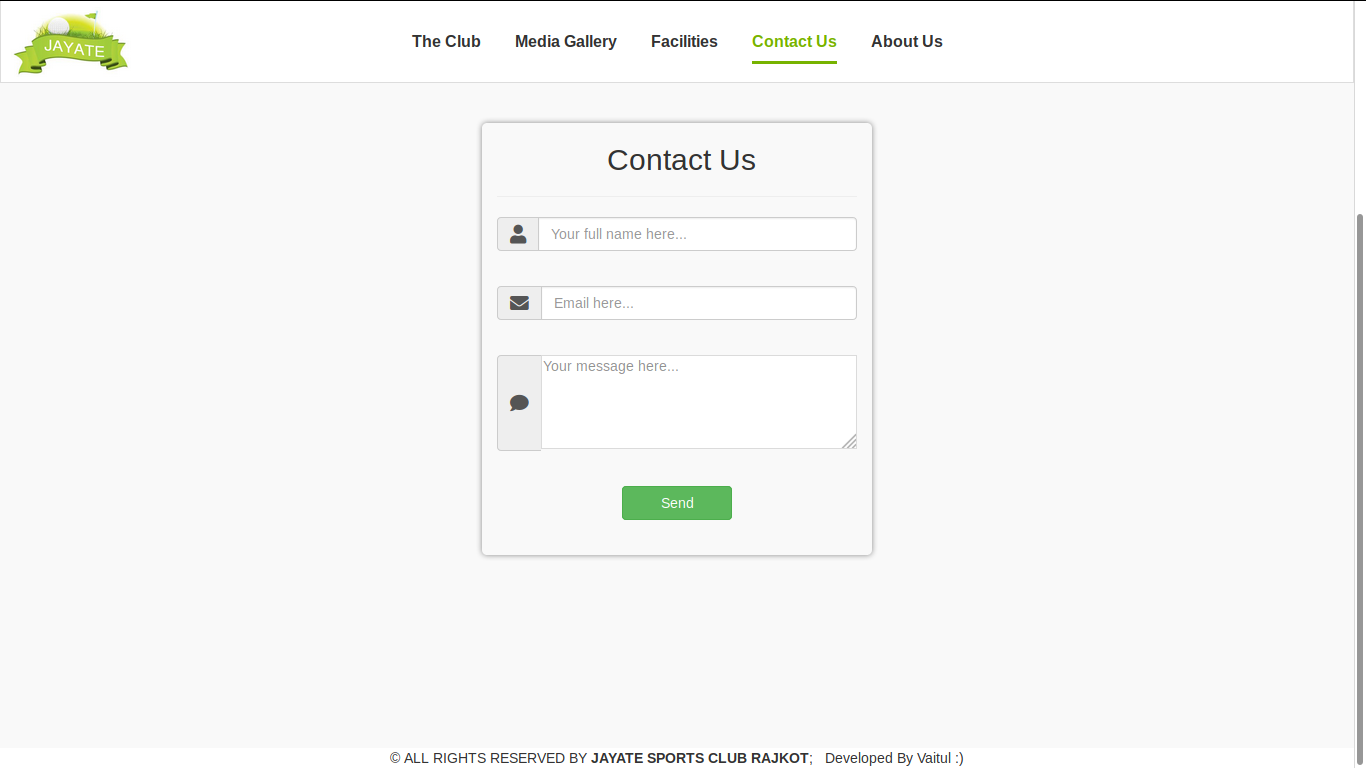 JAYATE
The Club Media Gallery Facilities Contact Us About Us
Contact Us
Your full name here...
Email here...
Your message here...
Send
© ALL RIGHTS RESERVED BY JAYATE SPORTS CLUB RAJKOT; Developed By Vaitul :)